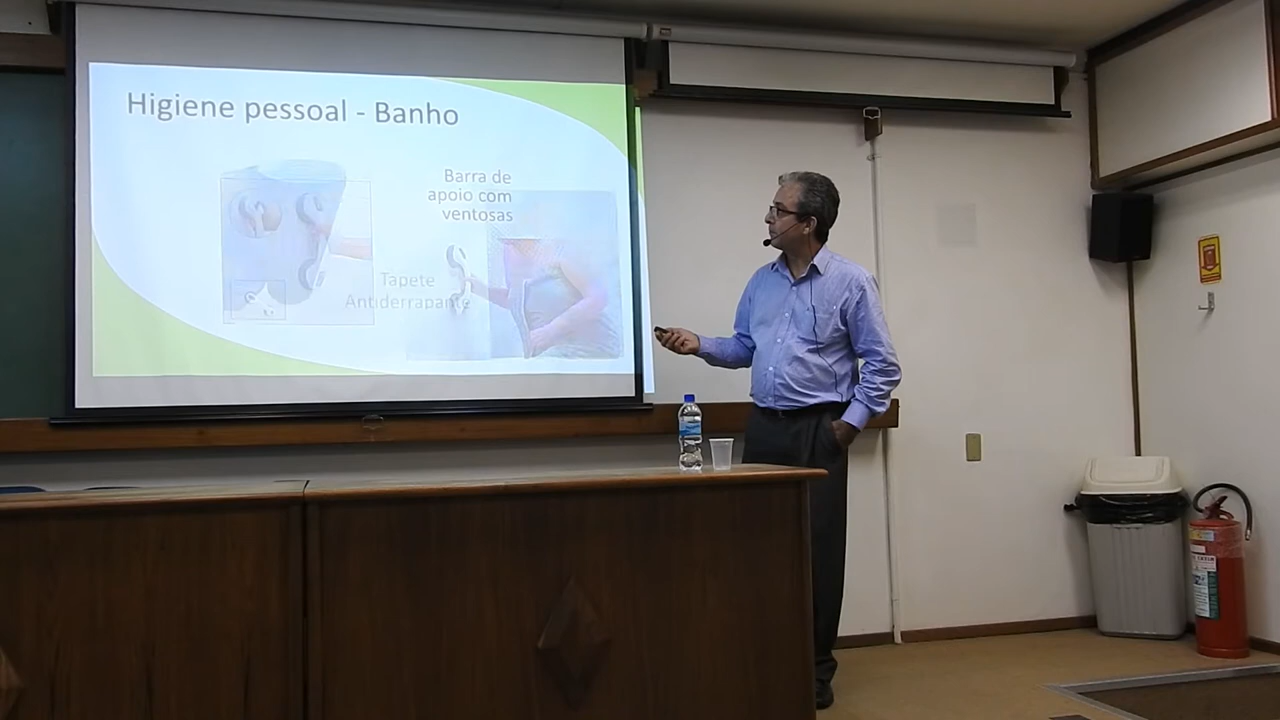 Higiene pessoal - Banho
Barra de
apoio com
ventosas
Tapete
Antiderrapante